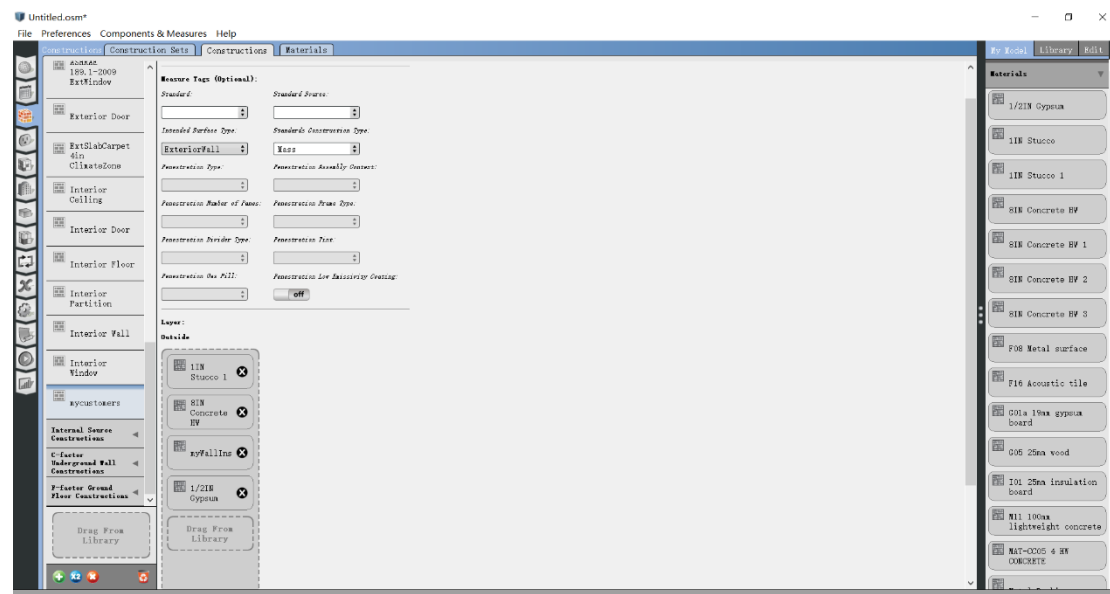 Untitled.osm*
File Preferences Components & Measures Help
Constructions Construction Sets Constructions Materials
My Model Library Edit
189.1-2009
ExtWindow
Exterior Door
ExtSlabCarpet
4in
ClimateZone
Interior
Ceiling
Interior Door
Interior Floor
Interior
Partition
Interior Wall
Interior
Window
mycustomers
Internal Source
Constructions
C-factor
Underground Wall
Constructions
F-factor Ground
Floor Constructions
Drag From
Library
Measure Tags (Optional):
Standard: Standard Source:
Intended Surface Type: Standards Construction Type:
ExteriorWall Mass
Fenestration Type: Fenestration Assembly Context:
Fenestration Number of Panes: Fenestration Frame Type:
Fenestration Divider Type: Fenestration Tint
Fenestration Gas Fill: Fenestration Low Emissivity Coating:
off
Layer:
Outside
1IN
Stucco 1
8IN
Concrete
HW
myWallIns
1/2IN
Gypsum
Drag From
Library
Materials
1/2IN Gypsum
1IN Stucco
1IN Stucco 1
8IN Concrete HW
8IN Concrete HW 1
8IN Concrete HW 2
8IN Concrete HW 3
F08 Metal surface
F16 Acoustic tile
G01a 19mm gypsum
board
G05 25mm wood
I01 25mm insulation
board
M11 100mm
lightweight concrete
MAT-CC05 4 HW
CONCRETE